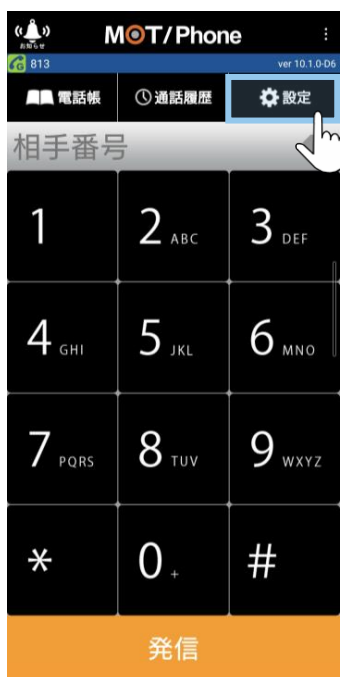 お知らせ
MOT/Phone
813
ver 10.1.0-D6
電話帳 通話履歴 設定
相手番号
1 2 ABC 3 DEF
4 GHI 5 JKL 6 MNO
7 PQRS 8 TUV 9 WXYZ
* 0 + #
発信